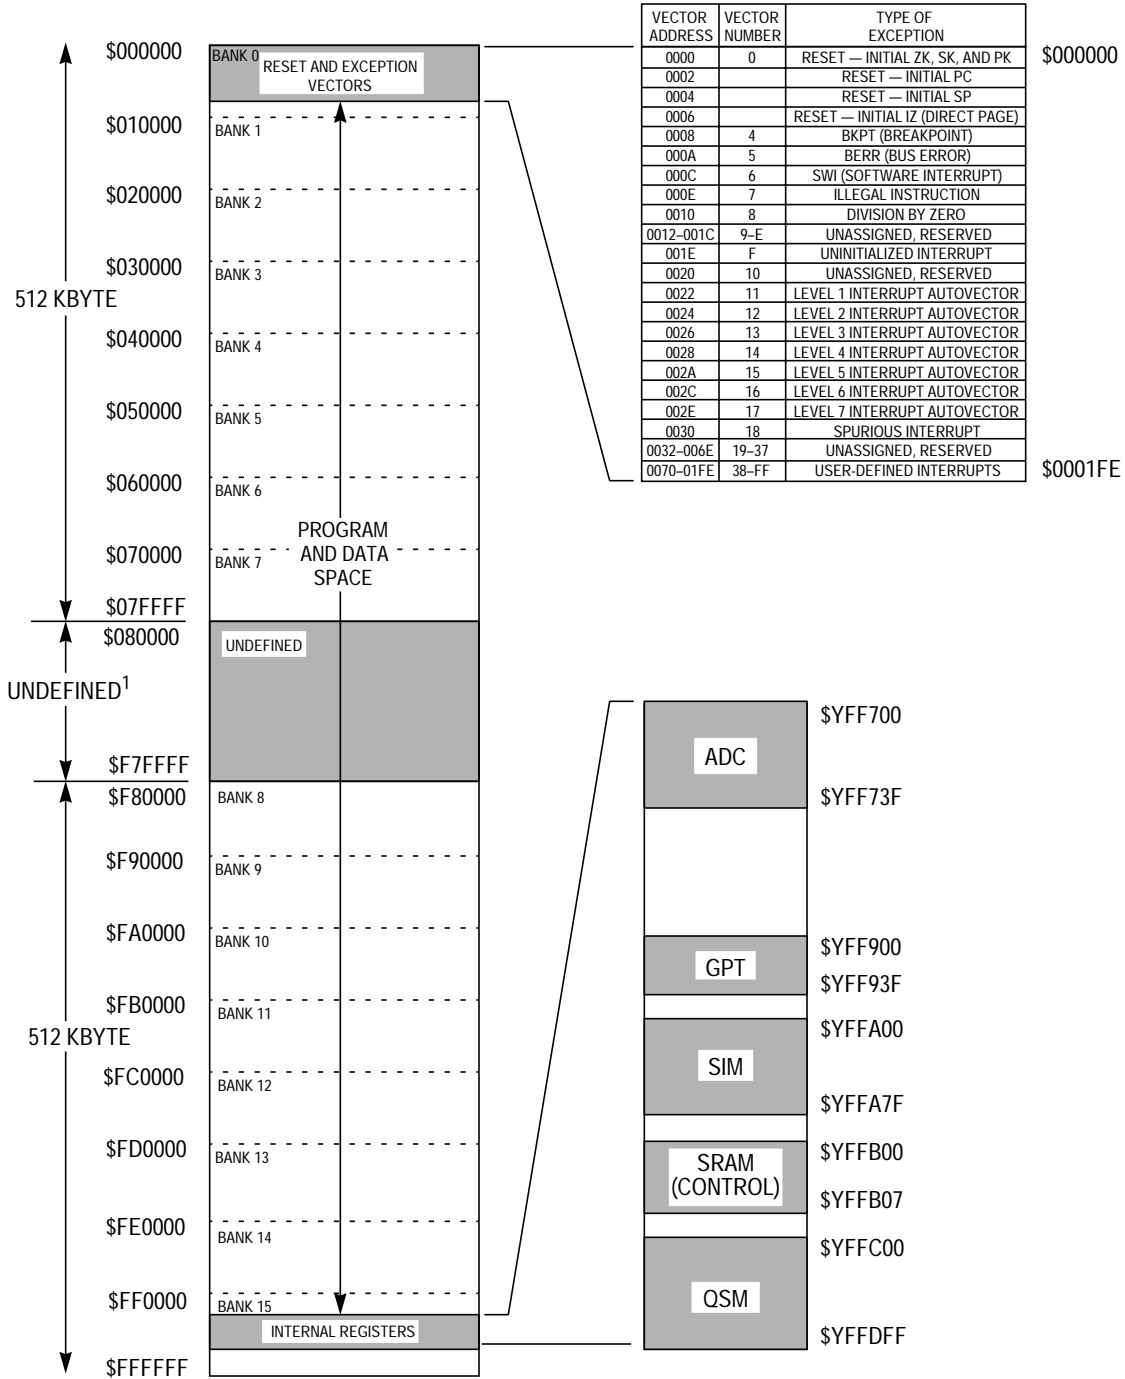 VECTOR ADDRESS VECTOR NUMBER TYPE OF EXCEPTION
0000 0 RESET — INITIAL ZK, SK, AND PK
0002 RESET — INITIAL PC
0004 RESET — INITIAL SP
0006 RESET — INITIAL IZ (DIRECT PAGE)
0008 4 BKPT (BREAKPOINT)
000A 5 BERR (BUS ERROR)
000C 6 SWI (SOFTWARE INTERRUPT)
000E 7 ILLEGAL INSTRUCTION
0010 8 DIVISION BY ZERO
0012–001C 9–E UNASSIGNED, RESERVED
001E F UNINITIALIZED INTERRUPT
0020 10 UNASSIGNED, RESERVED
0022 11 LEVEL 1 INTERRUPT AUTOVECTOR
0024 12 LEVEL 2 INTERRUPT AUTOVECTOR
0026 13 LEVEL 3 INTERRUPT AUTOVECTOR
0028 14 LEVEL 4 INTERRUPT AUTOVECTOR
002A 15 LEVEL 5 INTERRUPT AUTOVECTOR
002C 16 LEVEL 6 INTERRUPT AUTOVECTOR
002E 17 LEVEL 7 INTERRUPT AUTOVECTOR
0030 18 SPURIOUS INTERRUPT
0032–006E 19–37 UNASSIGNED, RESERVED
0070–01FE 38–FF USER-DEFINED INTERRUPTS
$000000
$0001FE
$000000
BANK 0
RESET AND EXCEPTION
VECTORS
$010000
BANK 1
$020000
BANK 2
$030000
BANK 3
512 KBYTE
$040000
BANK 4
$050000
BANK 5
$060000
BANK 6
PROGRAM
AND DATA
SPACE
$070000
BANK 7
$07FFFF
$080000
UNDEFINED
UNDEFINED1
$F7FFFF
$F80000
BANK 8
$F90000
BANK 9
$FA0000
BANK 10
$FB0000
BANK 11
512 KBYTE
$FC0000
BANK 12
$FD0000
BANK 13
$FE0000
BANK 14
$FF0000
BANK 15
INTERNAL REGISTERS
$FFFFFF
$YFF700
ADC
$YFF73F
$YFF900
GPT
$YFF93F
$YFFA00
SIM
$YFFA7F
$YFFB00
SRAM
(CONTROL)
$YFFB07
$YFFC00
QSM
$YFFDFF